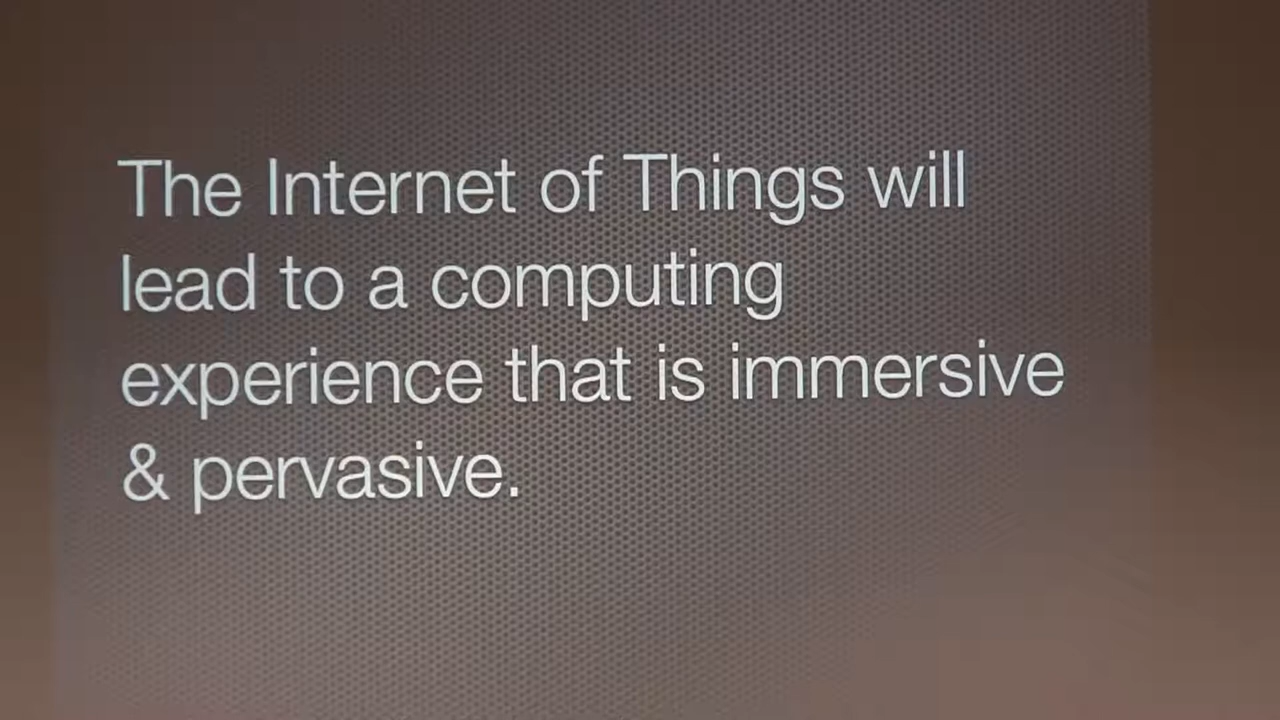 The Internet of Things will
lead to a computing
experience that is immersive
& pervasive.